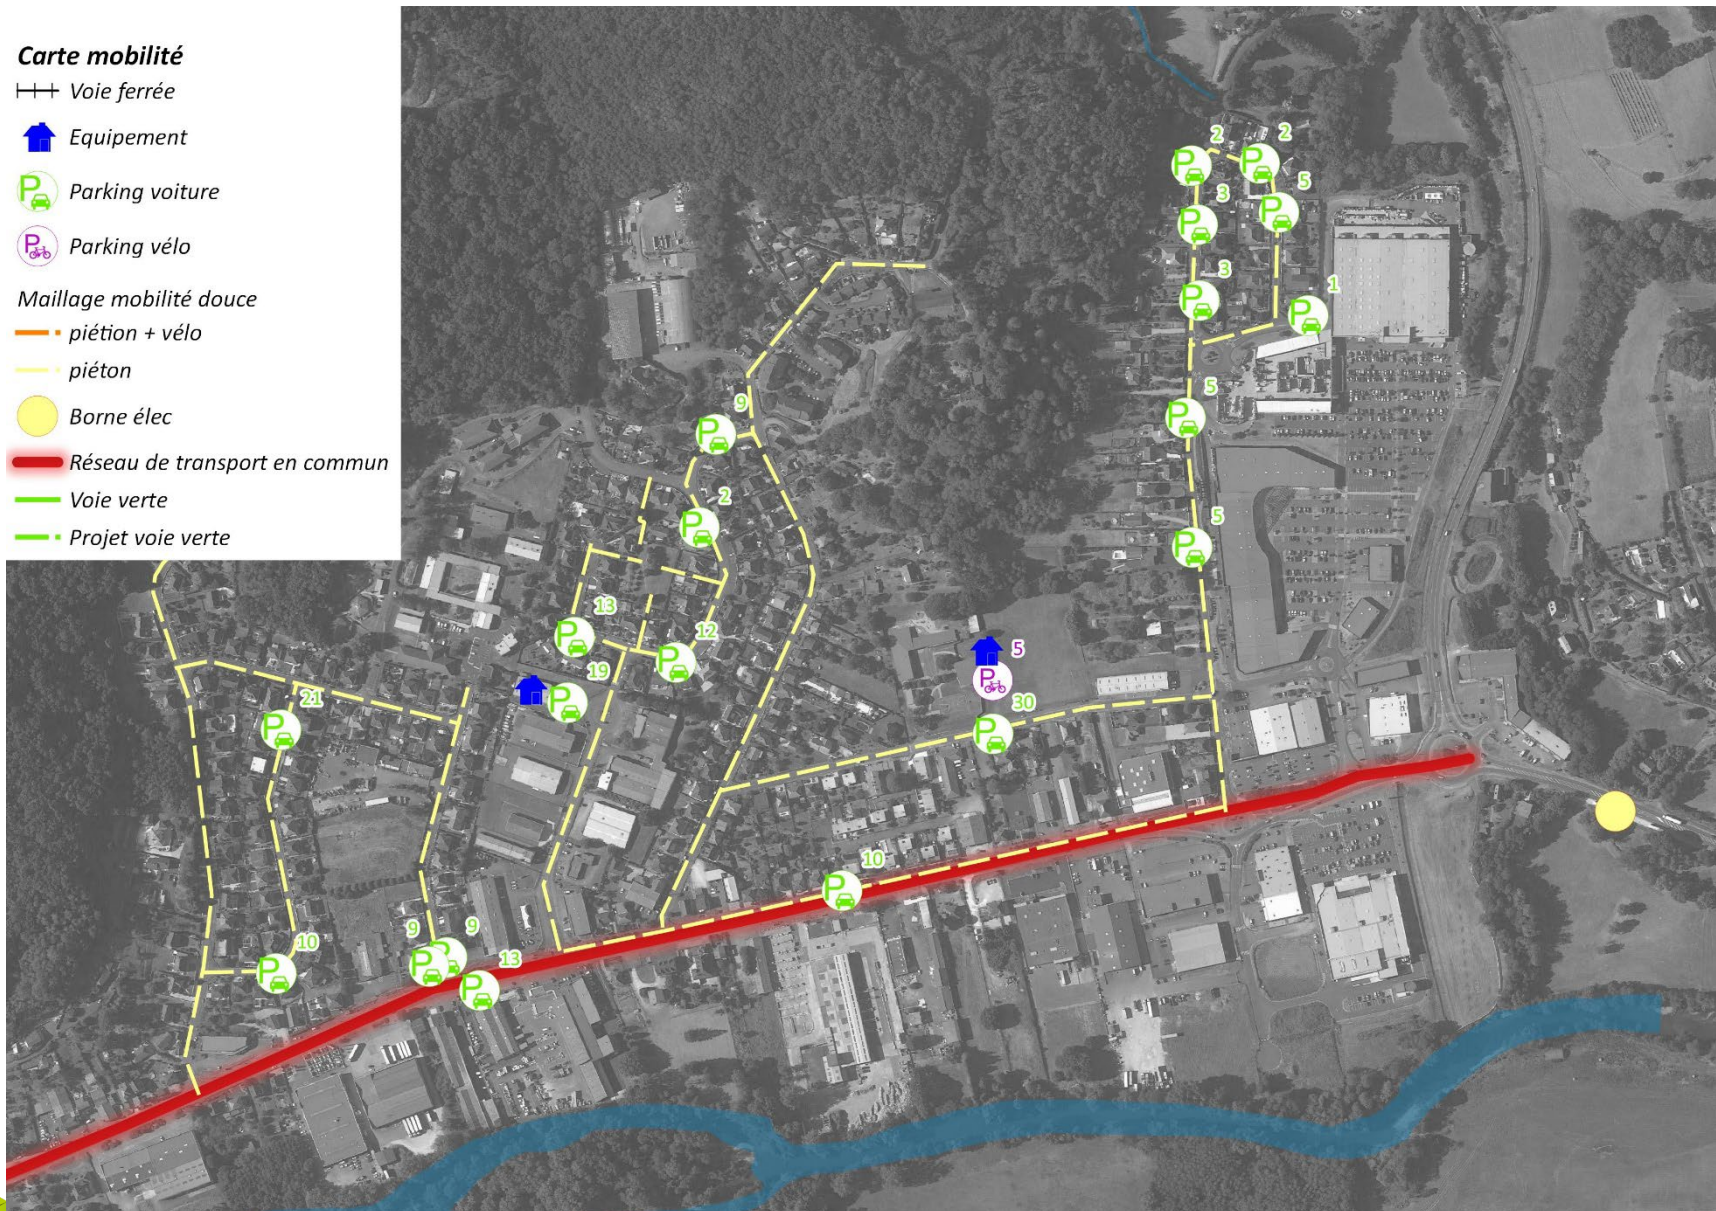 Carte mobilité
Voie ferrée
Equipement
P Parking voiture
P Parking vélo
Maillage mobilité douce
piétion + vélo
piéton
Borne élec
Réseau de transport en commun
Voie verte
Projet voie verte
2
2
P
P
5
3
P
P
3
1
P
P
5
P
9
P
2
5
P
P
13
12
P
P
5
19
P
P
21
30
P
P
10
P
9
9
10
P
P
P
13
P